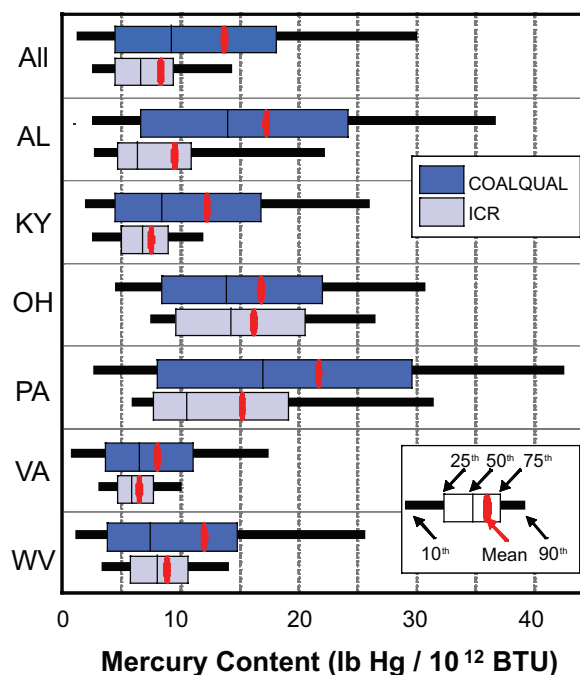 All
AL
KY
OH
PA
VA
WV
COALQUAL
ICR
25th 50th 75th
10th Mean 90th
0 10 20 30 40
Mercury Content (lb Hg / 10 12 BTU)